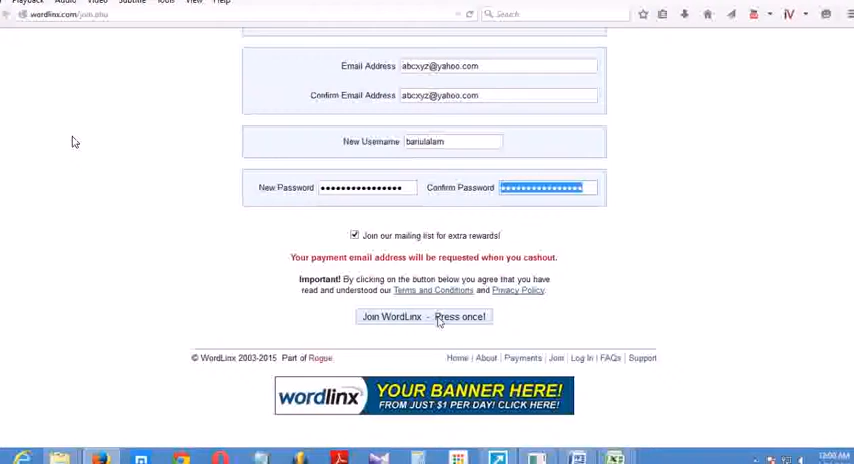 Playback Audio Video Subtitle Tools View Help
wordlinx.com/join.php
Search
Email Address abcxyz@yahoo.com
Confirm Email Address abcxyz@yahoo.com
New Username bariulalam
New Password •••••••••••••••• Confirm Password ••••••••••••••••
Join our mailing list for extra rewards!
Your payment email address will be requested when you cashout.
Important! By clicking on the button below you agree that you have
read and understood our Terms and Conditions and Privacy Policy.
Join WordLinx - Press once!
© WordLinx 2003-2015 Part of Rogue Home | About | Payments | Join | Log In | FAQs | Support
wordlinx YOUR BANNER HERE!
FROM JUST $1 PER DAY! CLICK HERE!
12:00 AM